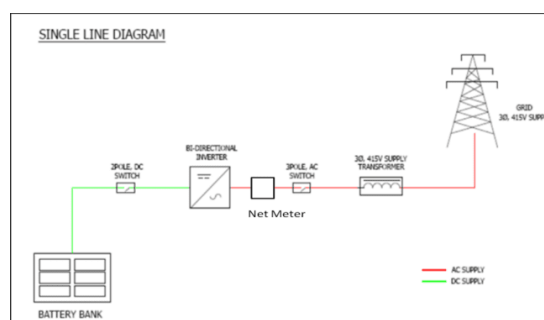 SINGLE LINE DIAGRAM
GRID
3Ø, 415V SUPP
BI-DIRECTIONAL
INVERTER
2POLE, DC
SWITCH
3POLE, AC
SWITCH
3Ø, 415V SUPPLY
TRANSFORMER
Net Meter
AC SUPPLY
DC SUPPLY
BATTERY BANK